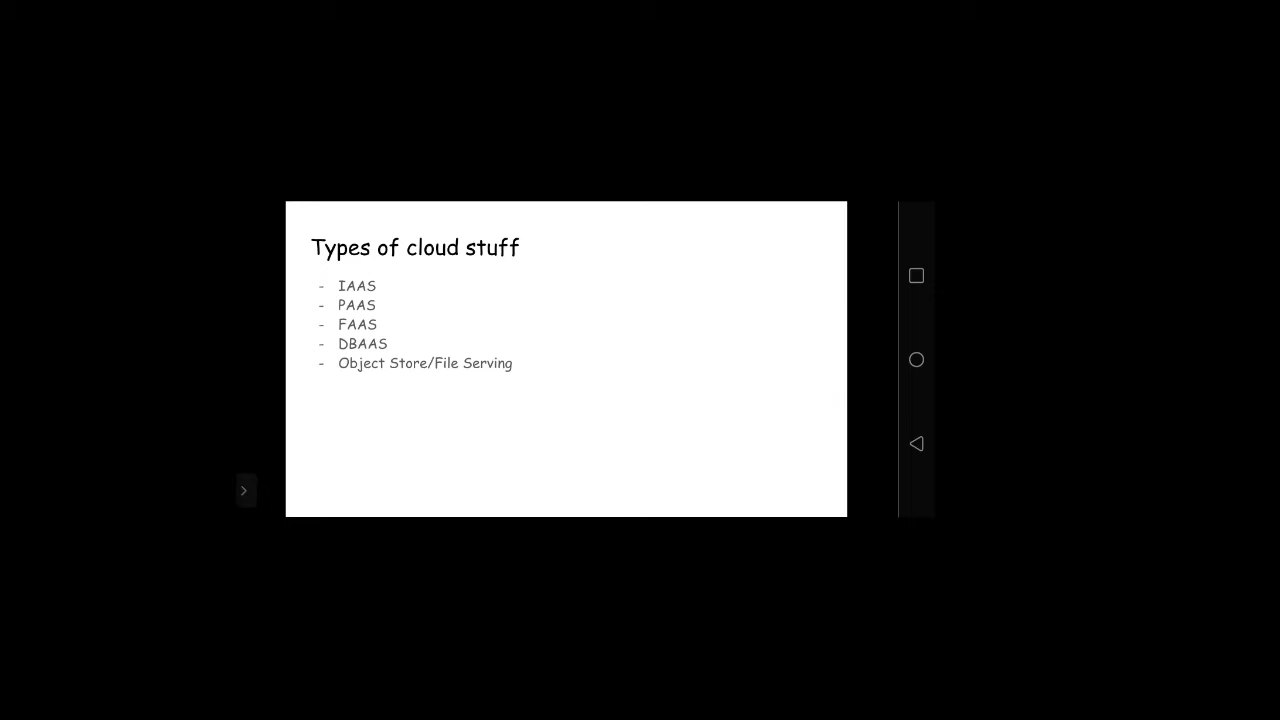 Types of cloud stuff
- IAAS
- PAAS
- FAAS
- DBAAS
- Object Store/File Serving